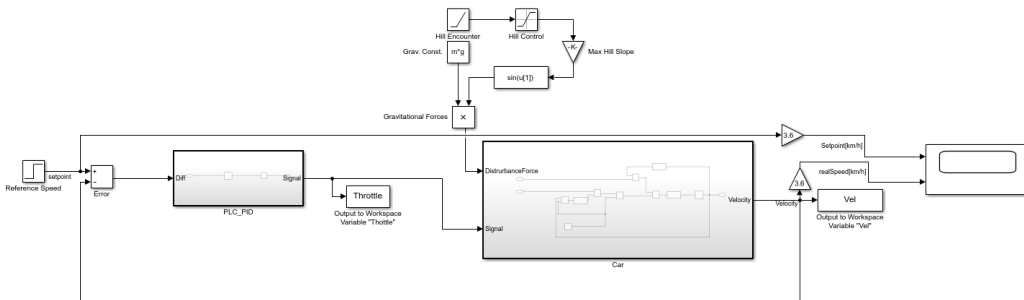 Hill Encounter
Hill Control
Grav. Const.
m*g
-K-
Max Hill Slope
sin(u[1])
Gravitational Forces
×
3.6
Setpoint[km/h]
Reference Speed
setpoint
+
−
Error
Diff
Signal
PLC_PID
Throttle
Output to Workspace
Variable "Thottle"
DistrurbanceForce
Signal
Velocity
Car
3.6
realSpeed[km/h]
Velocity
Vel
Output to Workspace
Variable "Vel"